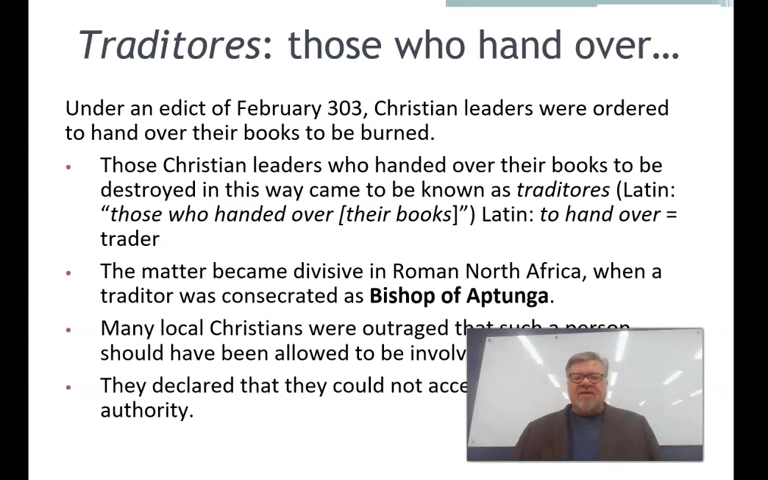 Traditores: those who hand over…
Under an edict of February 303, Christian leaders were ordered
to hand over their books to be burned.
• Those Christian leaders who handed over their books to be
destroyed in this way came to be known as traditores (Latin:
“those who handed over [their books]”) Latin: to hand over =
trader
• The matter became divisive in Roman North Africa, when a
traditor was consecrated as Bishop of Aptunga.
• Many local Christians were outraged that such a person
should have been allowed to be
• They declared that they could not
authority.